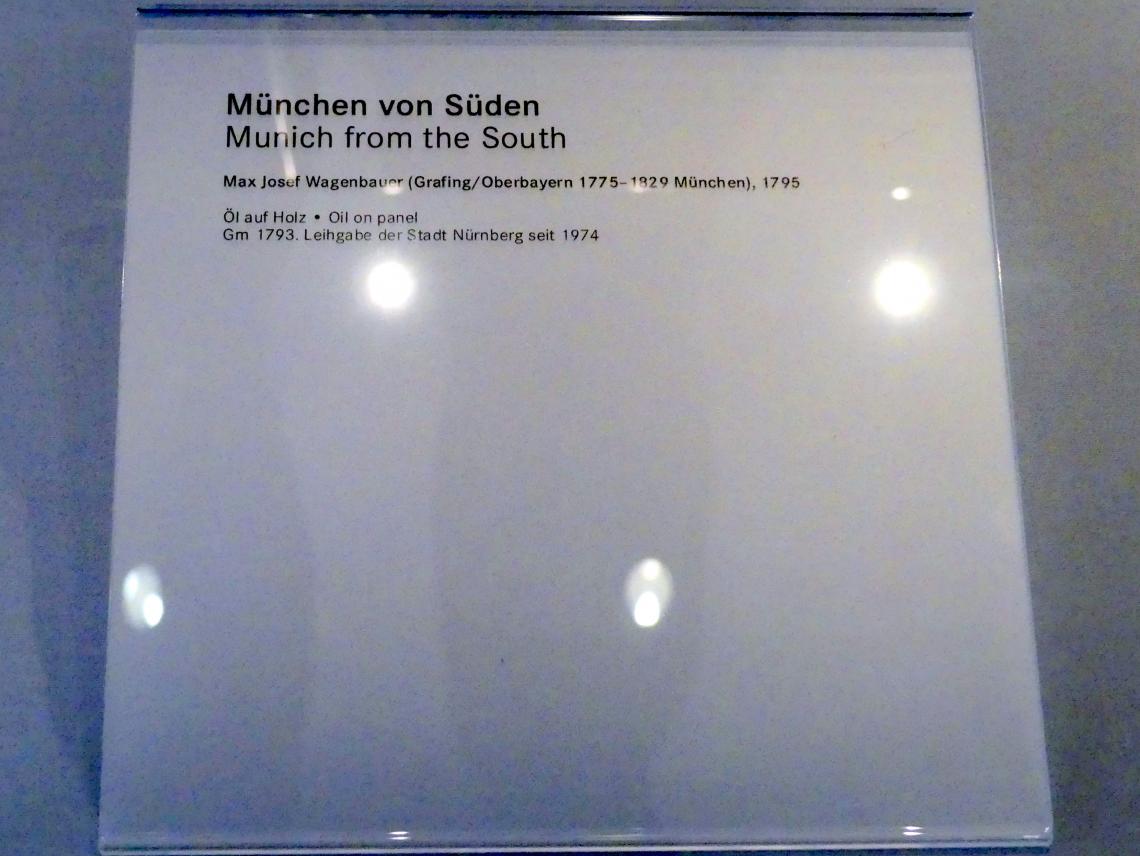 München von Süden
Munich from the South
Max Josef Wagenbauer (Grafing/Oberbayern 1775–1829 München), 1795
Öl auf Holz • Oil on panel
Gm 1793. Leihgabe der Stadt Nürnberg seit 1974